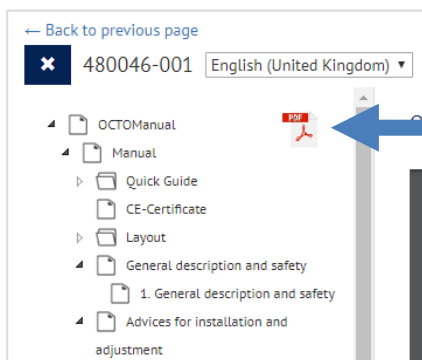 ← Back to previous page
✖ 480046-001 English (United Kingdom) ▼
OCTOManual
PDF
Manual
Quick Guide
CE-Certificate
Layout
General description and safety
1. General description and safety
Advices for installation and
adjustment